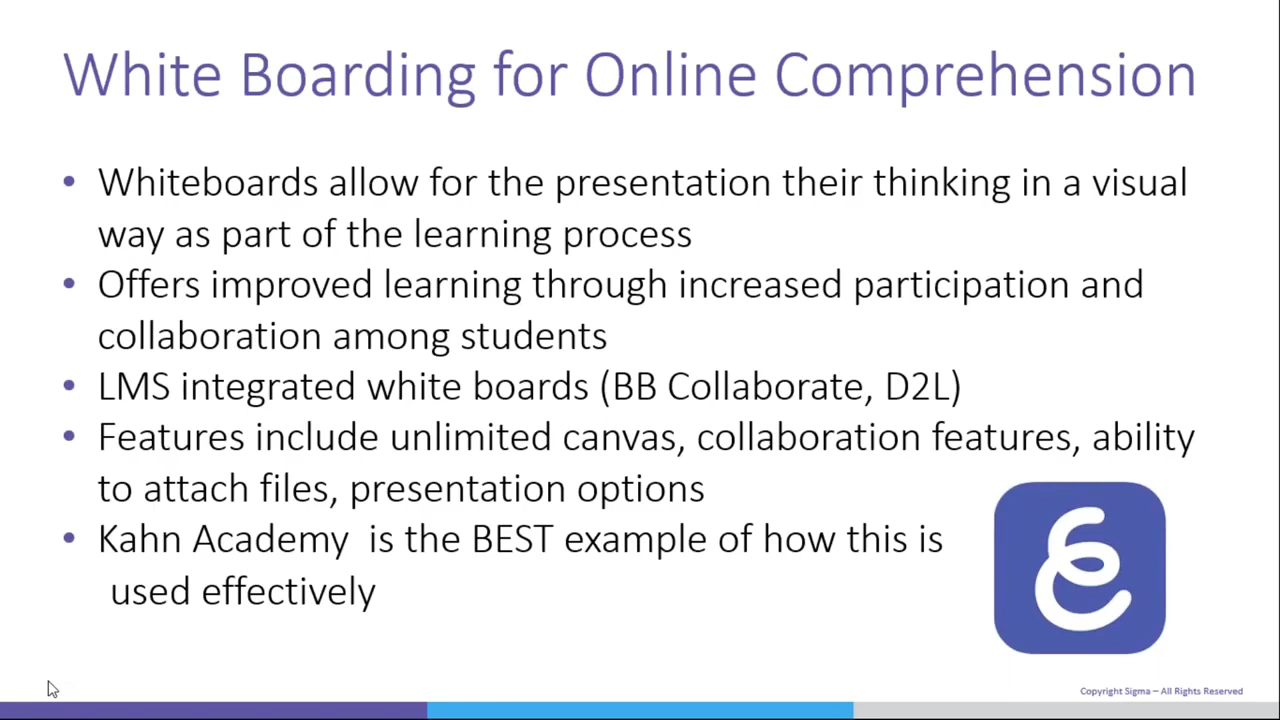 White Boarding for Online Comprehension
• Whiteboards allow for the presentation their thinking in a visual
way as part of the learning process
• Offers improved learning through increased participation and
collaboration among students
• LMS integrated white boards (BB Collaborate, D2L)
• Features include unlimited canvas, collaboration features, ability
to attach files, presentation options
• Kahn Academy  is the BEST example of how this is
used effectively
Copyright Sigma – All Rights Reserved